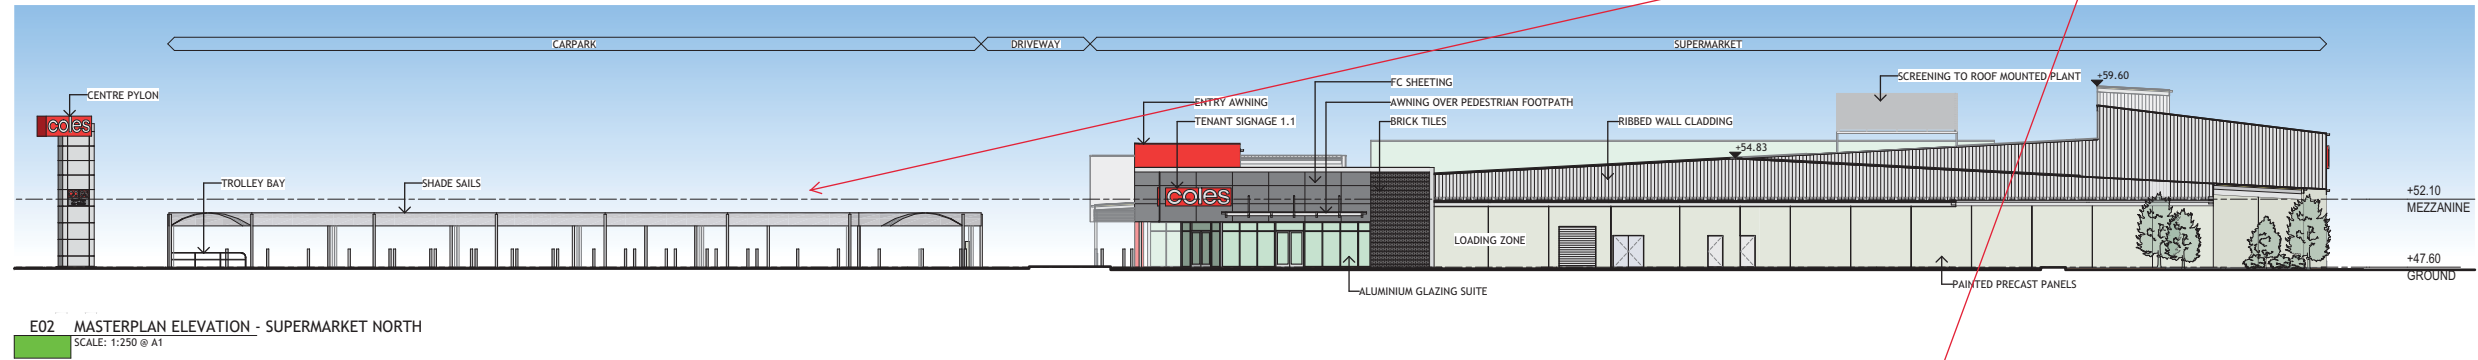 CARPARK
DRIVEWAY
SUPERMARKET
CENTRE PYLON
coles
TROLLEY BAY
SHADE SAILS
ENTRY AWNING
TENANT SIGNAGE 1.1
coles
FC SHEETING
AWNING OVER PEDESTRIAN FOOTPATH
BRICK TILES
RIBBED WALL CLADDING
+54.83
SCREENING TO ROOF MOUNTED PLANT
+59.60
+52.10
MEZZANINE
LOADING ZONE
+47.60
GROUND
ALUMINIUM GLAZING SUITE
PAINTED PRECAST PANELS
E02 MASTERPLAN ELEVATION - SUPERMARKET NORTH
SCALE: 1:250 @ A1